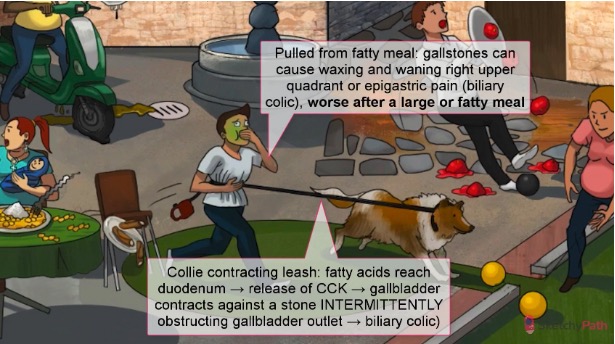 Pulled from fatty meal: gallstones can
cause waxing and waning right upper
quadrant or epigastric pain (biliary
colic), worse after a large or fatty meal
Collie contracting leash: fatty acids reach
duodenum → release of CCK → gallbladder
contracts against a stone INTERMITTENTLY
obstructing gallbladder outlet → biliary colic)
SketchyPath